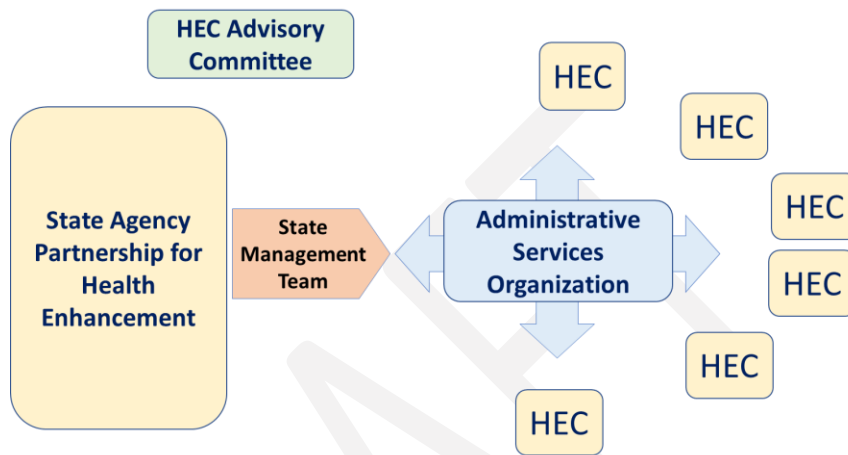 HEC Advisory
Committee
HEC
HEC
State Agency
Partnership for
Health
Enhancement
State
Management
Team
Administrative
Services
Organization
HEC
HEC
HEC
HEC